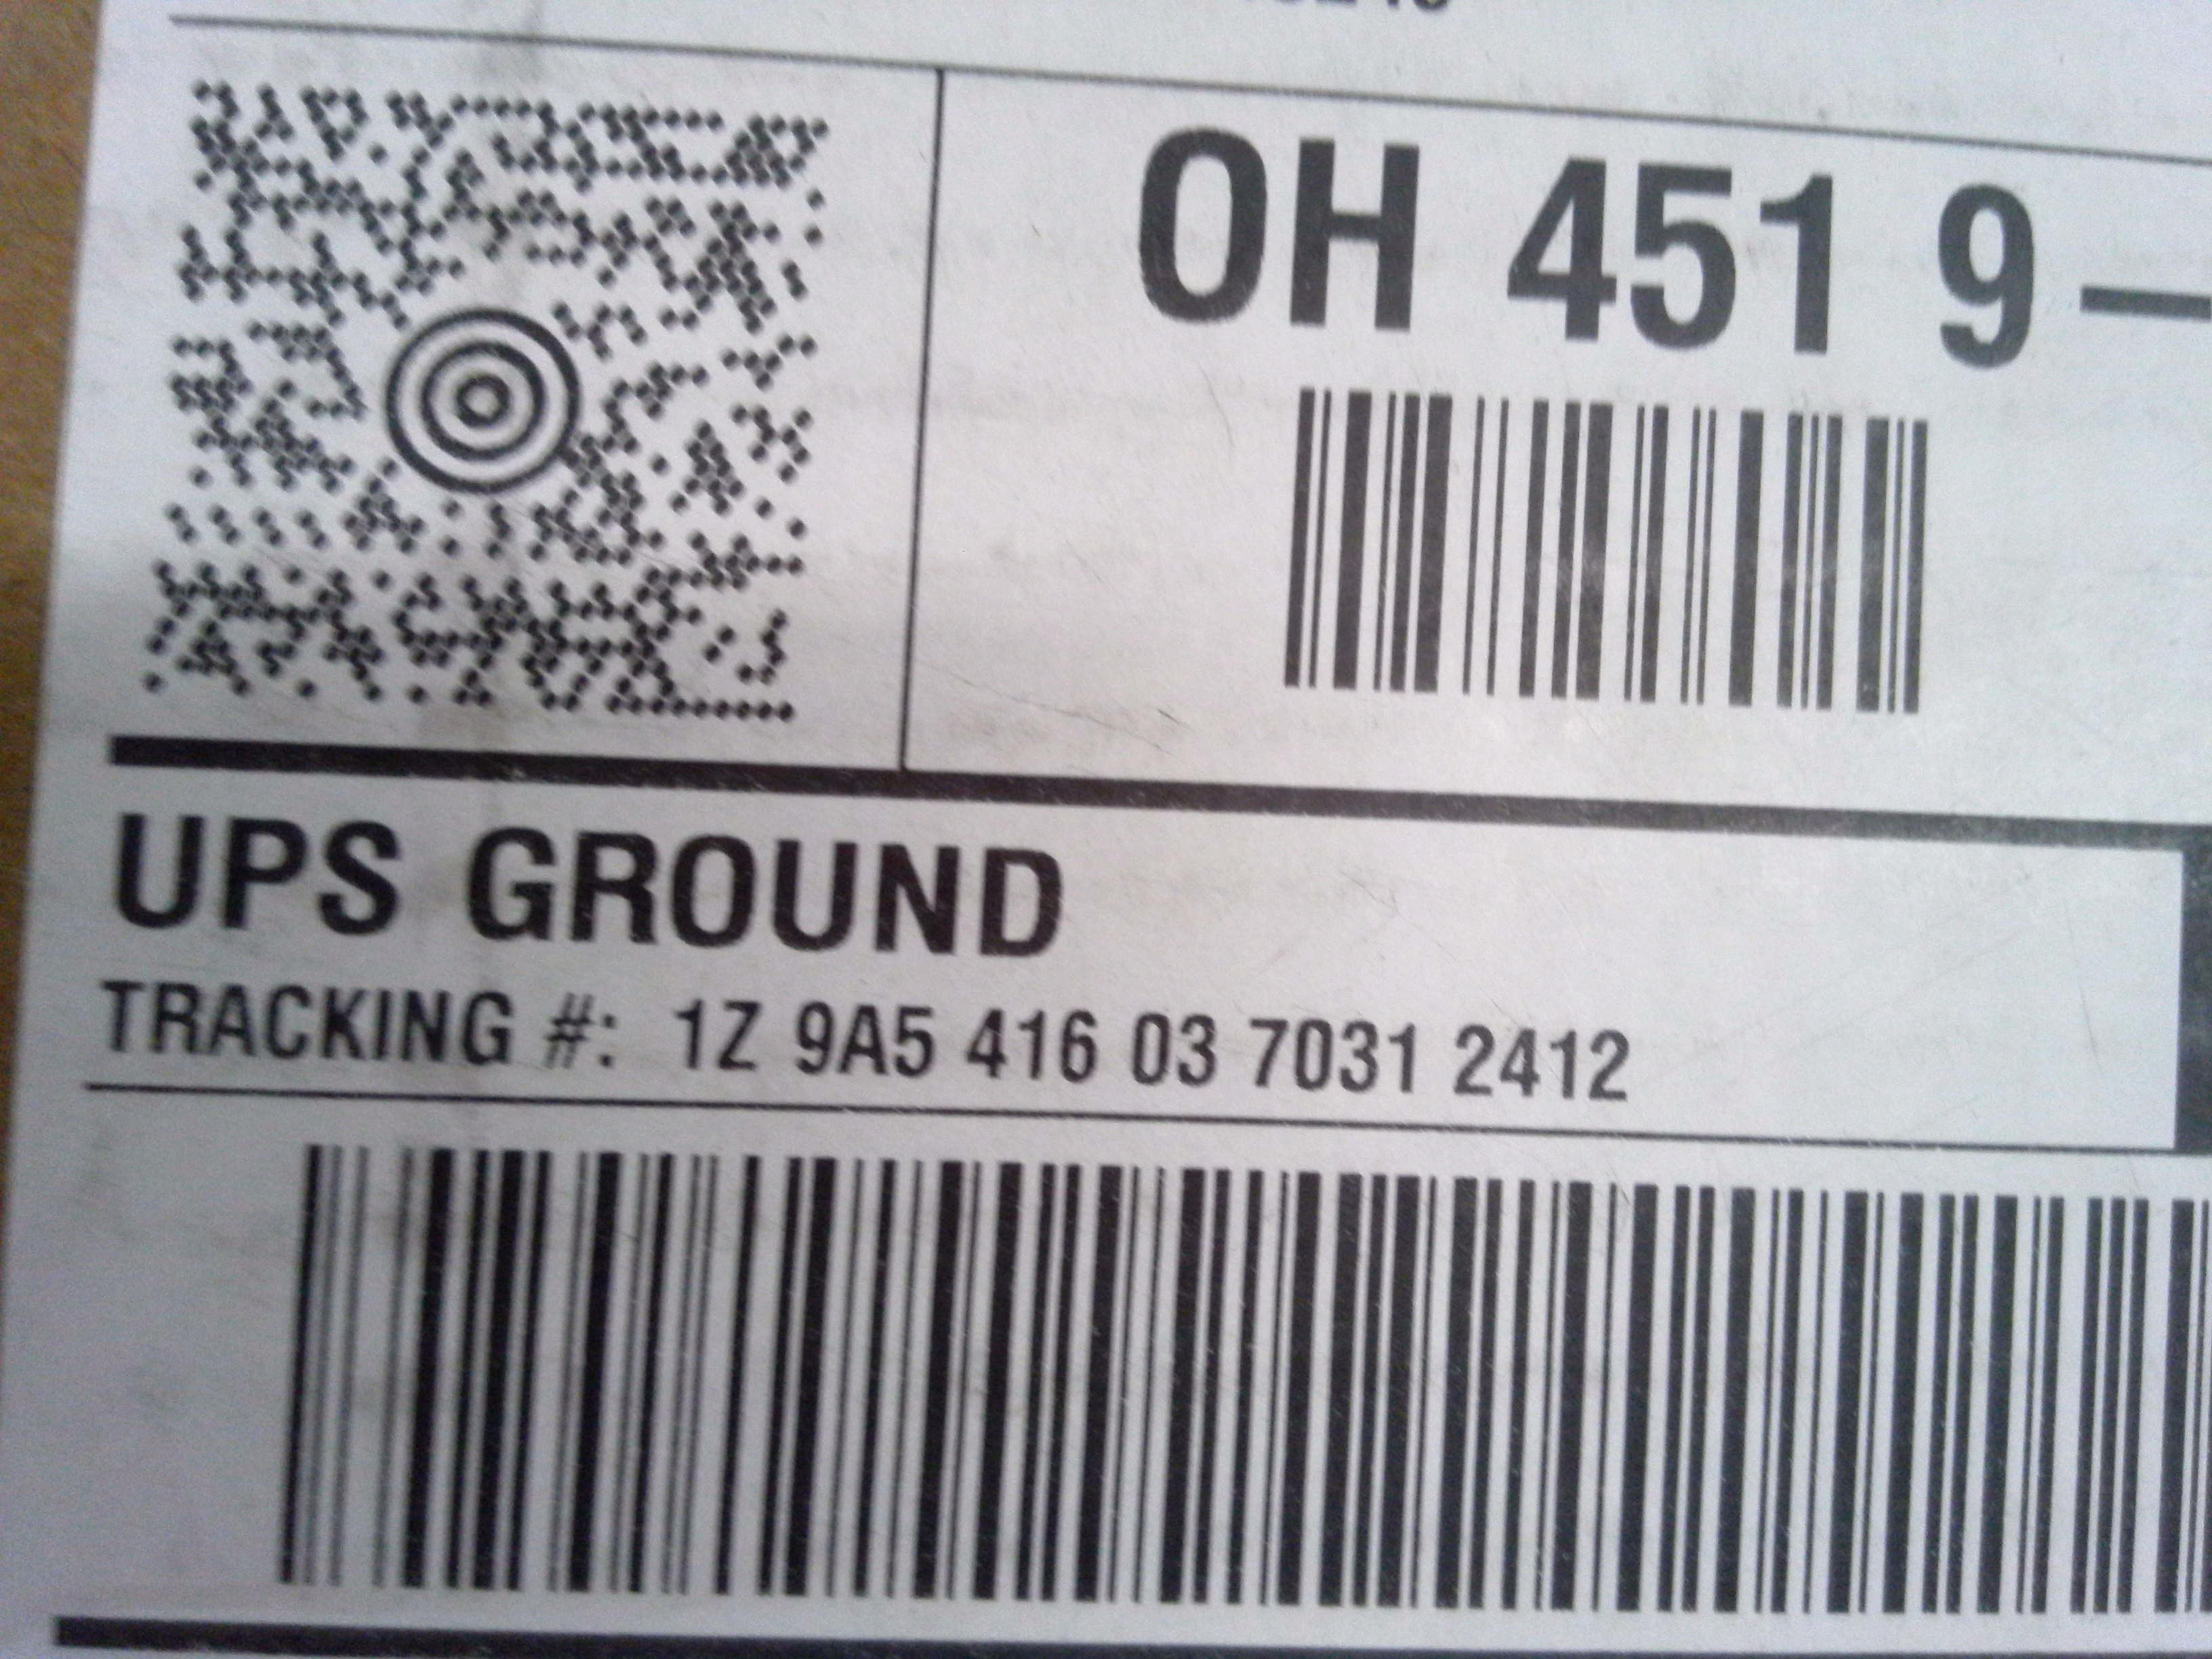 OH 451 9–
UPS GROUND
TRACKING #: 1Z 9A5 416 03 7031 2412